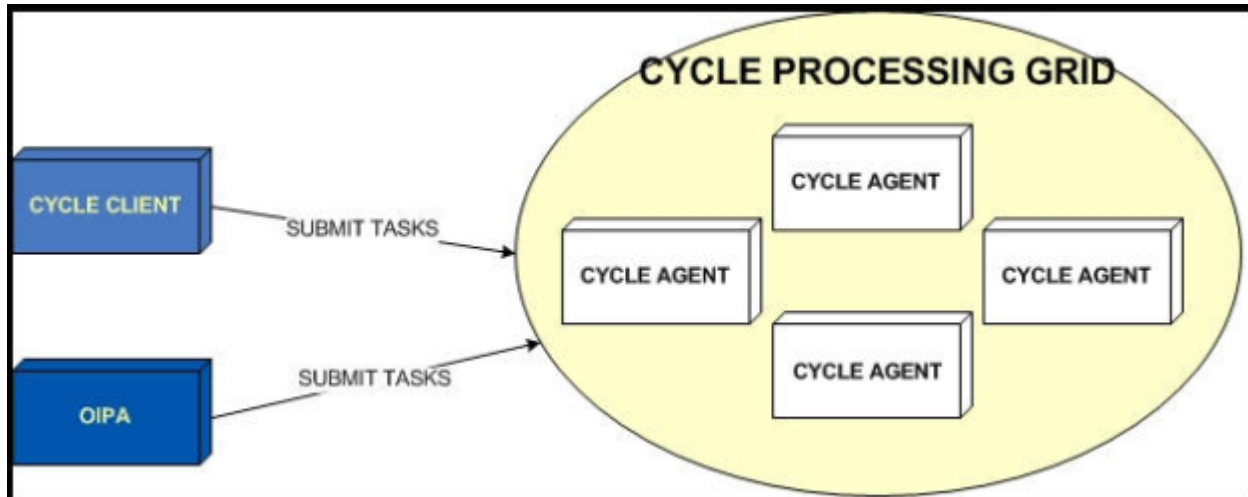 CYCLE PROCESSING GRID
CYCLE AGENT
CYCLE CLIENT
SUBMIT TASKS
CYCLE AGENT
CYCLE AGENT
CYCLE AGENT
SUBMIT TASKS
OIPA